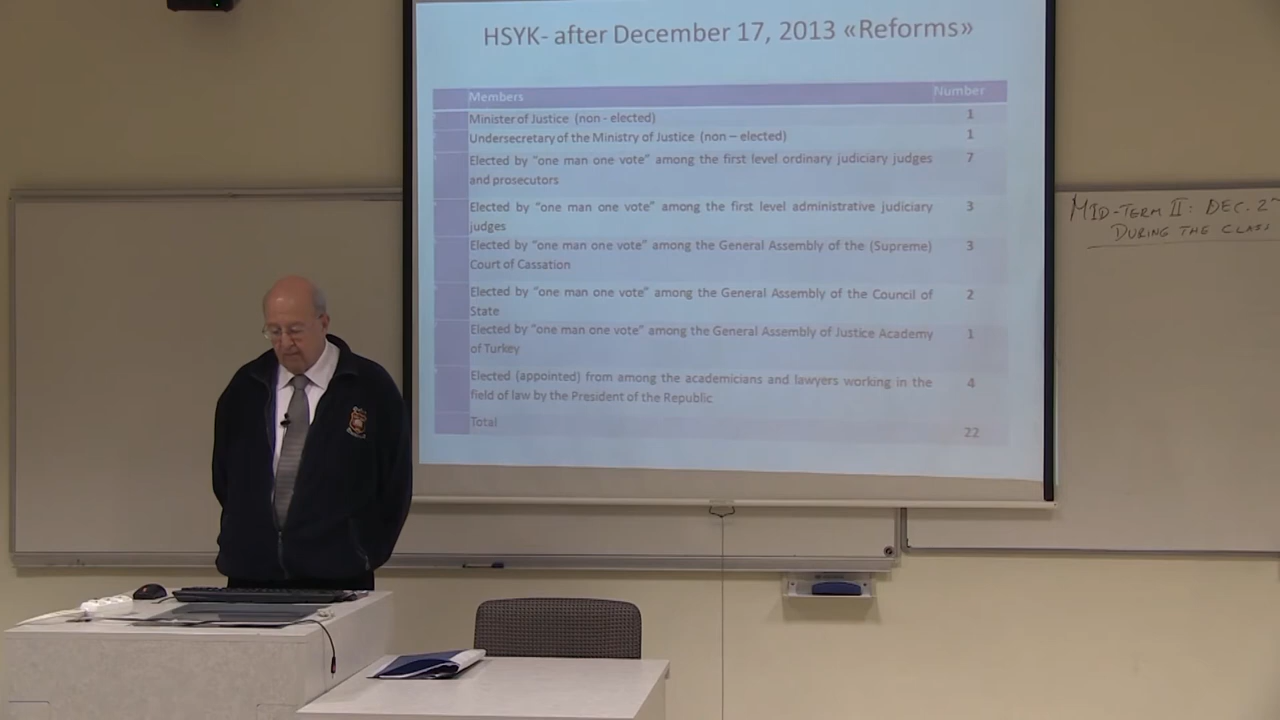 HSYK- after December 17, 2013 «Reforms»
Members Number
Minister of Justice (non - elected) 1
Undersecretary of the Ministry of Justice (non – elected) 1
Elected by "one man one vote" among the first level ordinary judiciary judges 7
and prosecutors
Elected by "one man one vote" among the first level administrative judiciary 3
judges
Elected by "one man one vote" among the General Assembly of the (Supreme) 3
Court of Cassation
Elected by "one man one vote" among the General Assembly of the Council of 2
State
Elected by "one man one vote" among the General Assembly of Justice Academy 1
of Turkey
Elected (appointed) from among the academicians and lawyers working in the 4
field of law by the President of the Republic
Total
22
MID-TERM II: DEC. 2
DURING THE CLASS